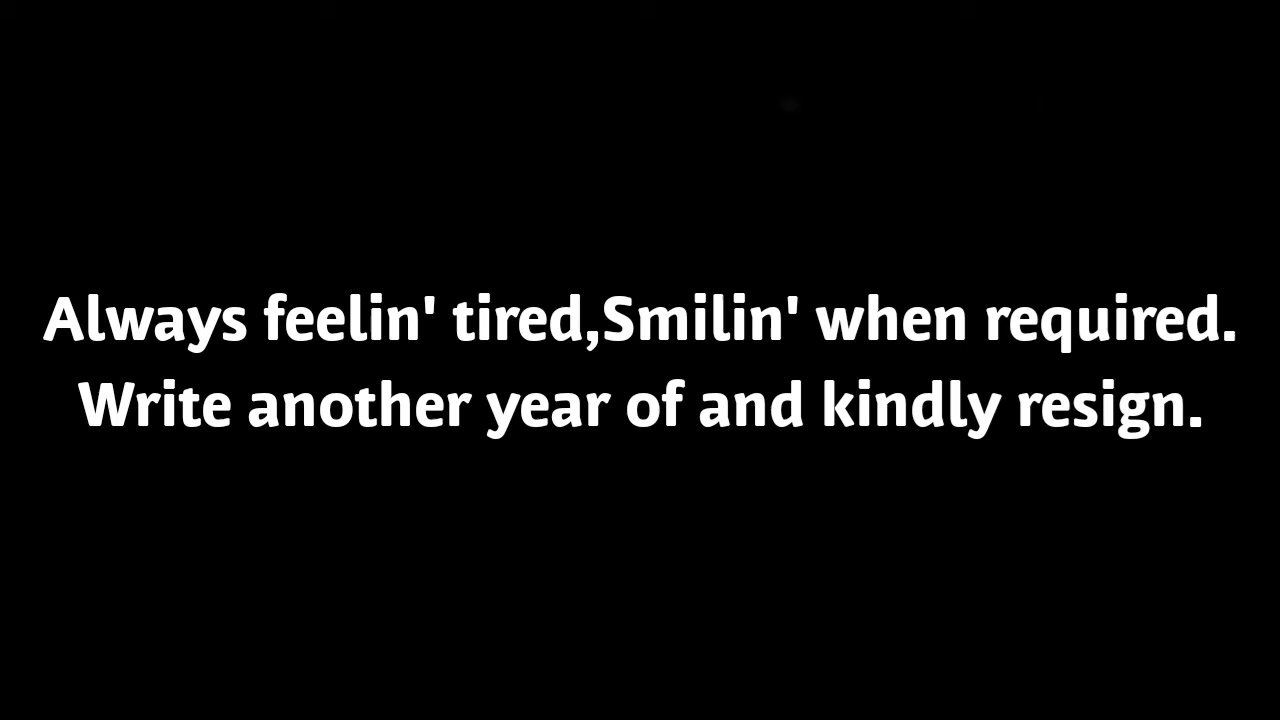 Always feelin' tired,Smilin' when required.
Write another year of and kindly resign.